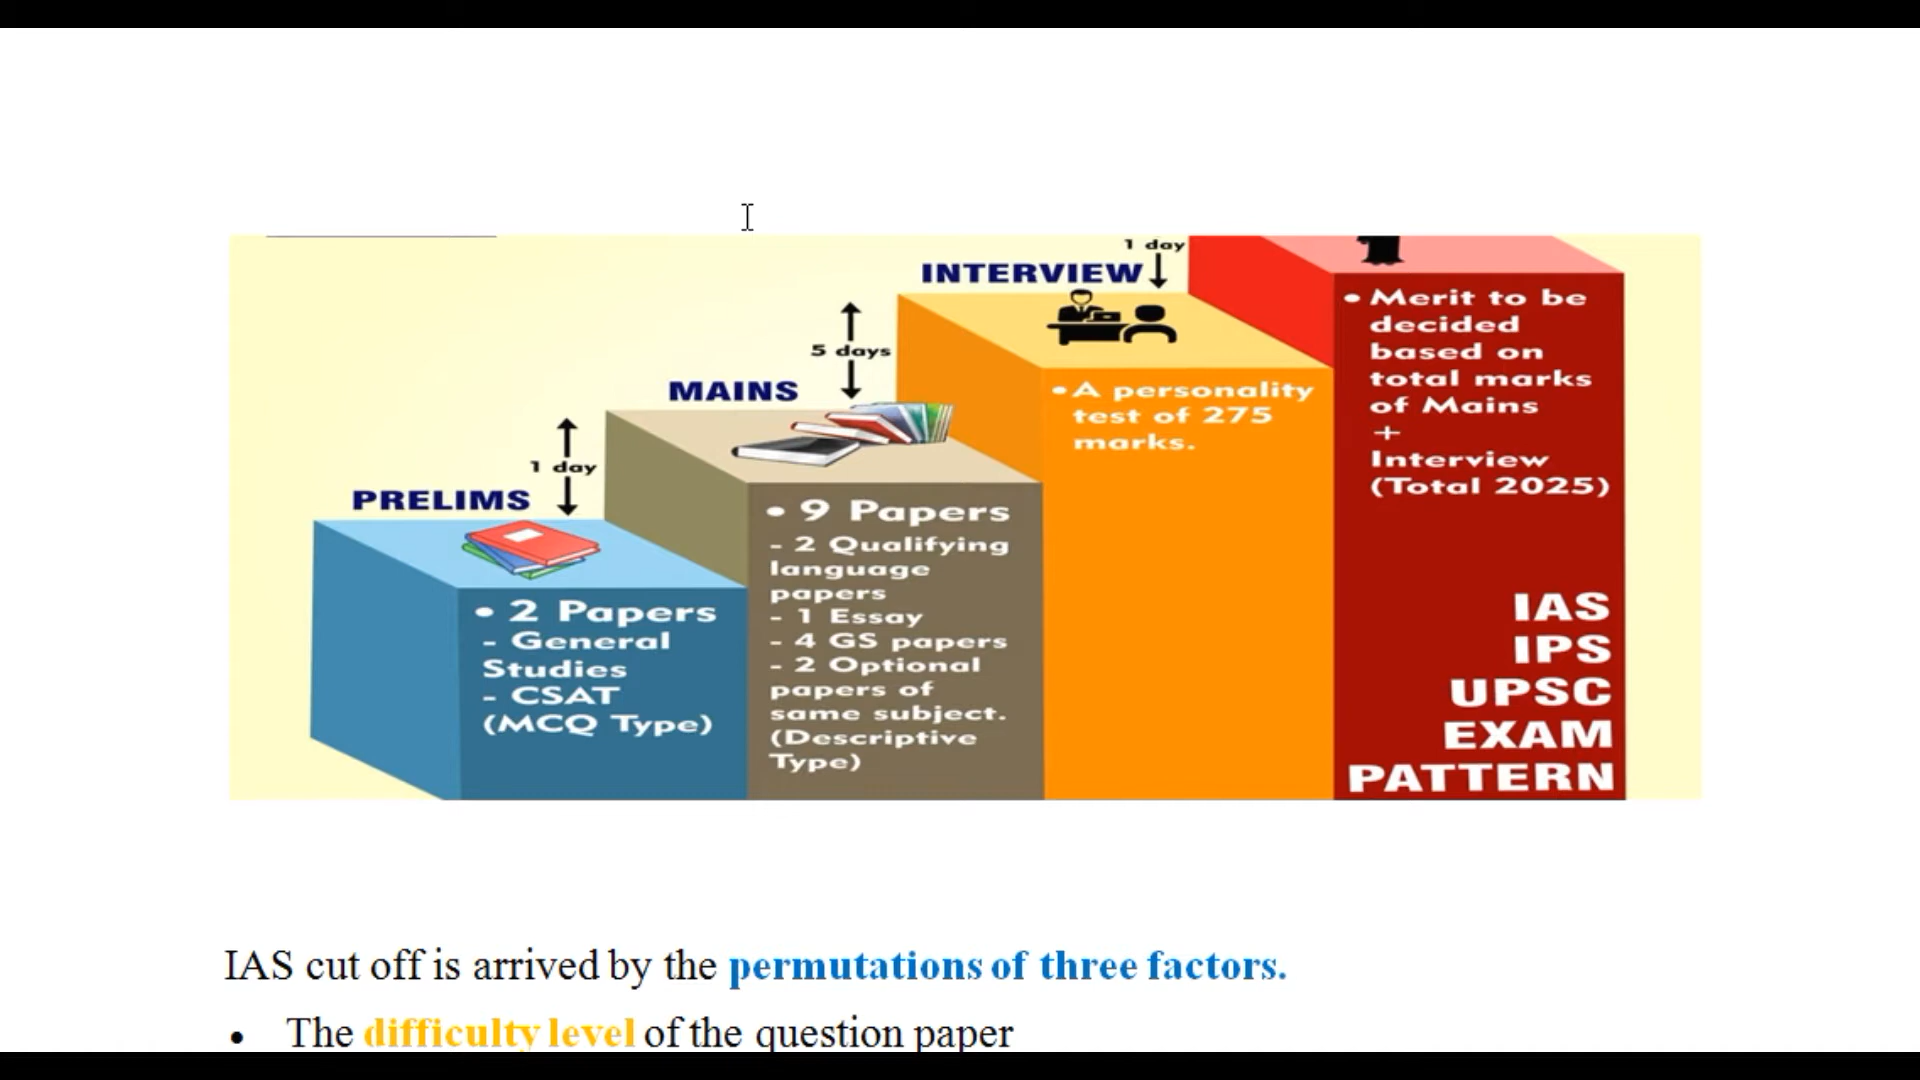 PRELIMS
1 day
• 2 Papers
- General
Studies
- CSAT
(MCQ Type)
MAINS
5 days
• 9 Papers
- 2 Qualifying
language
papers
- 1 Essay
- 4 GS papers
- 2 Optional
papers of
same subject.
(Descriptive
Type)
INTERVIEW
1 day
• A personality
test of 275
marks.
• Merit to be
decided
based on
total marks
of Mains
+
Interview
(Total 2025)
IAS
IPS
UPSC
EXAM
PATTERN
IAS cut off is arrived by the permutations of three factors.
• The difficulty level of the question paper